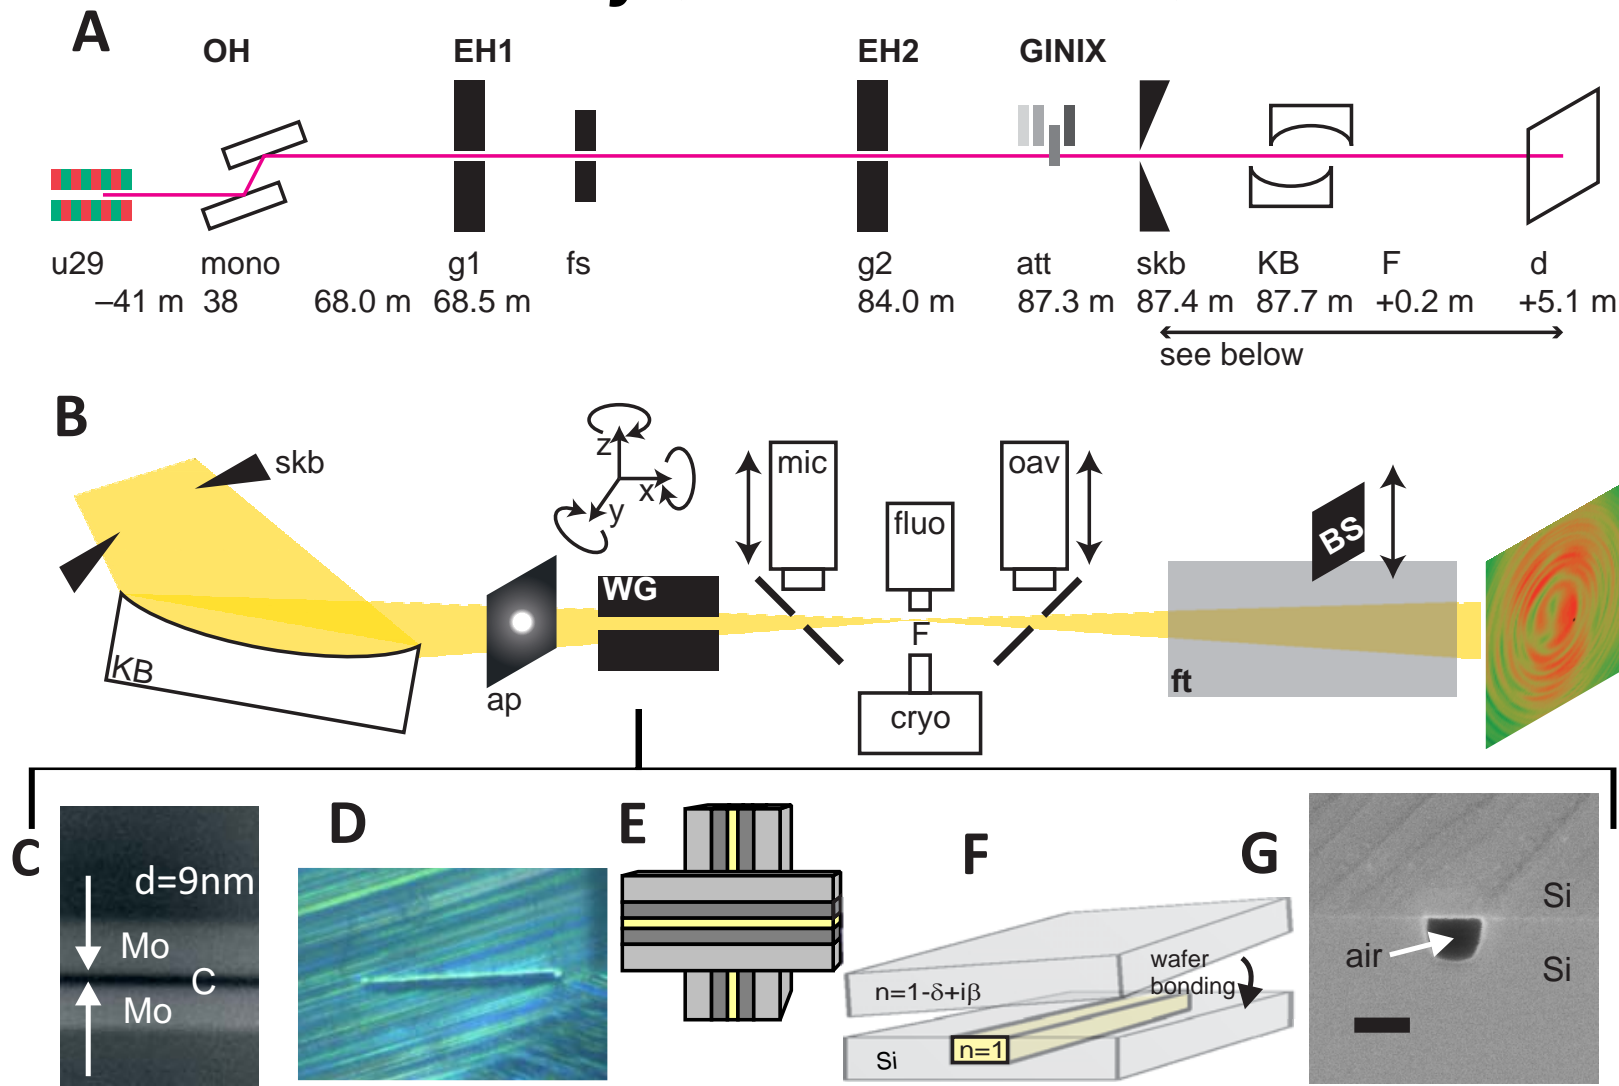 A
OH
EH1
EH2
GINIX
u29
mono
g1
fs
g2
att
skb
KB
F
d
–41 m
38
68.0 m
68.5 m
84.0 m
87.3 m
87.4 m
87.7 m
+0.2 m
+5.1 m
see below
B
skb
KB
ap
z
x
y
WG
mic
fluo
oav
F
cryo
BS
ft
C
d=9nm
Mo
C
Mo
D
E
F
n=1-δ+iβ
wafer
bonding
Si
n=1
G
Si
air
Si